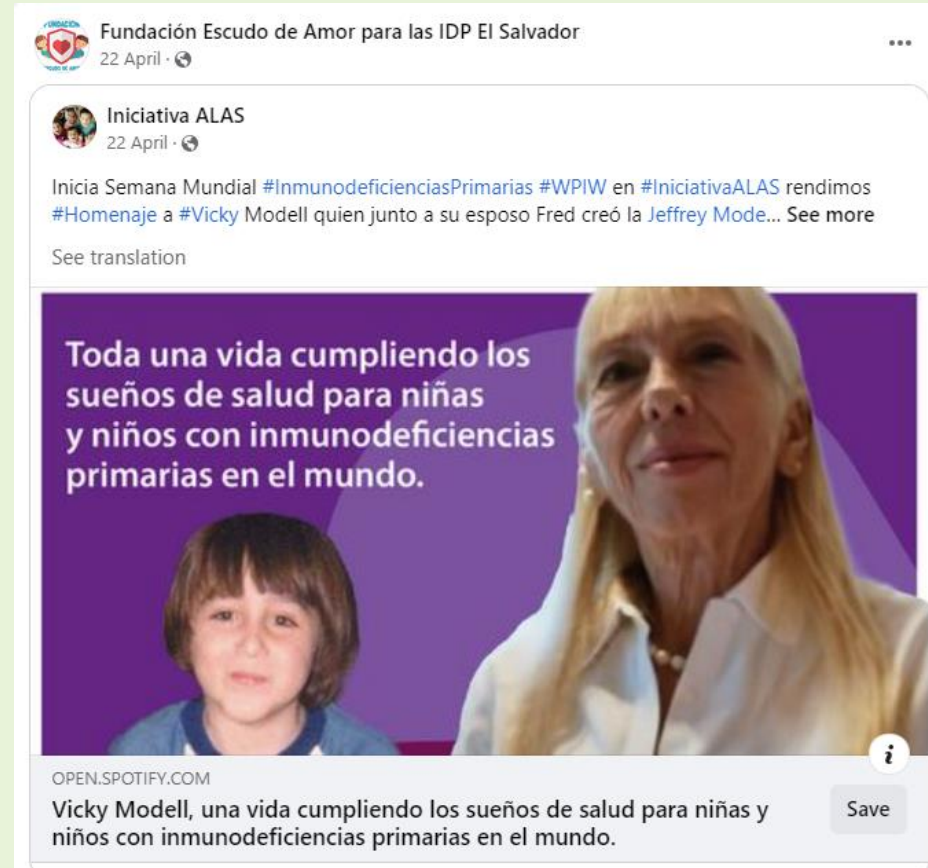 Fundación Escudo de Amor para las IDP El Salvador
22 April ·
Iniciativa ALAS
22 April ·
Inicia Semana Mundial #InmunodeficienciasPrimarias #WPIW en #IniciativaALAS rendimos
#Homenaje a #Vicky Modell quien junto a su esposo Fred creó la Jeffrey Mode... See more
See translation
Toda una vida cumpliendo los
sueños de salud para niñas
y niños con inmunodeficiencias
primarias en el mundo.
OPEN.SPOTIFY.COM
Vicky Modell, una vida cumpliendo los sueños de salud para niñas y
niños con inmunodeficiencias primarias en el mundo.
Save